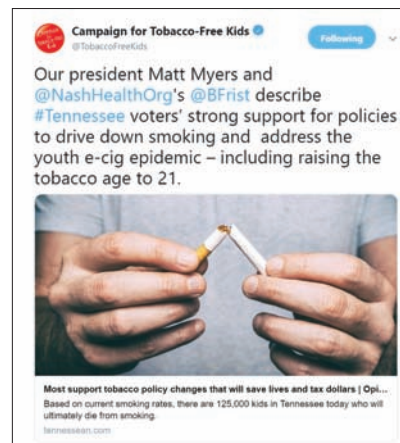 Campaign for Tobacco-Free Kids
@TobaccoFreeKids
Following
Our president Matt Myers and
@NashHealthOrg's @BFrist describe
#Tennessee voters' strong support for policies
to drive down smoking and address the
youth e-cig epidemic – including raising the
tobacco age to 21.
Most support tobacco policy changes that will save lives and tax dollars | Opi...
Based on current smoking rates, there are 125,000 kids in Tennessee today who will
ultimately die from smoking.
tennessean.com